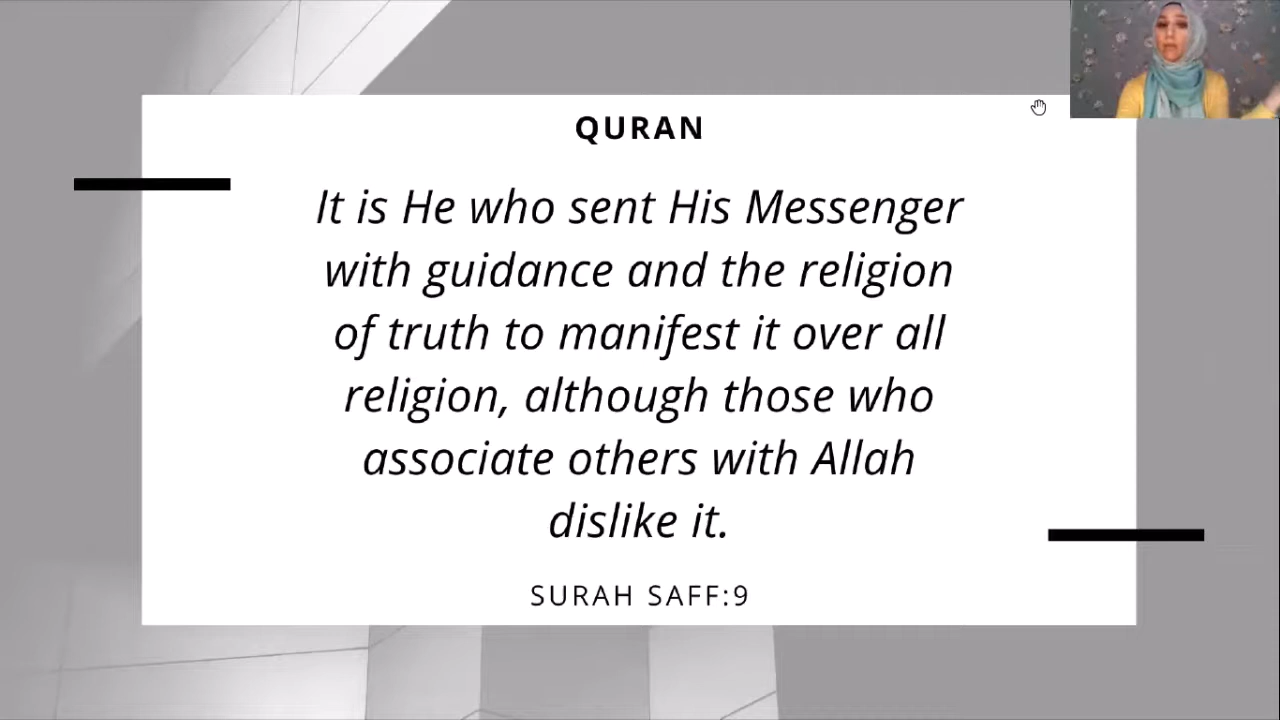 QURAN
It is He who sent His Messenger
with guidance and the religion
of truth to manifest it over all
religion, although those who
associate others with Allah
dislike it.
SURAH SAFF:9